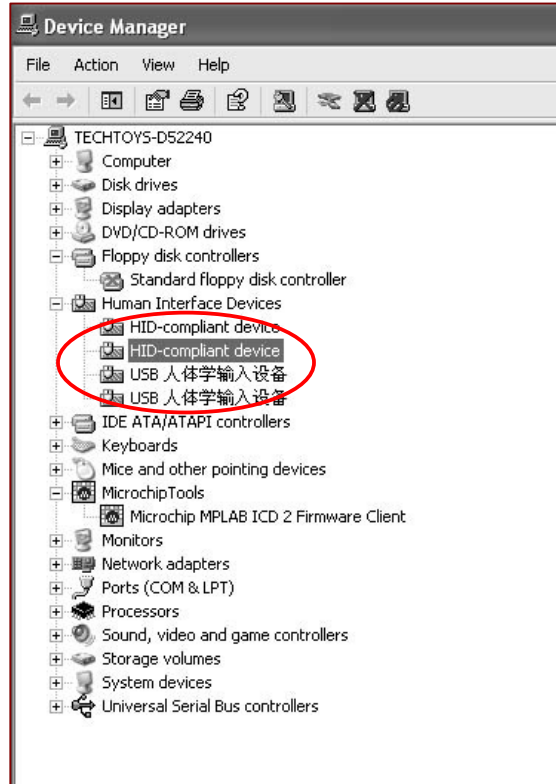 Device Manager
File Action View Help
TECHTOYS-D52240
Computer
Disk drives
Display adapters
DVD/CD-ROM drives
Floppy disk controllers
Standard floppy disk controller
Human Interface Devices
HID-compliant device
HID-compliant device
USB 人体学输入设备
USB 人体学输入设备
IDE ATA/ATAPI controllers
Keyboards
Mice and other pointing devices
MicrochipTools
Microchip MPLAB ICD 2 Firmware Client
Monitors
Network adapters
Ports (COM & LPT)
Processors
Sound, video and game controllers
Storage volumes
System devices
Universal Serial Bus controllers